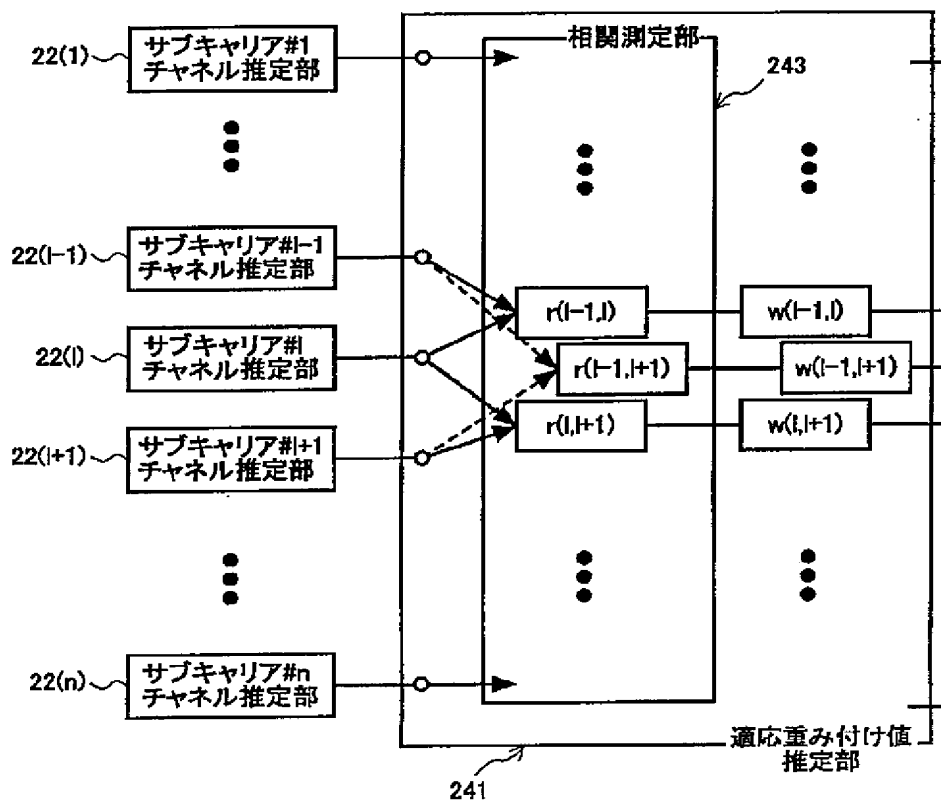 相関測定部
243
22(1)
サブキャリア#1
チャネル推定部
22(l-1)
サブキャリア#l-1
チャネル推定部
r(l-1,l)
w(l-1,l)
22(l)
サブキャリア#l
チャネル推定部
r(l-1,l+1)
w(l-1,l+1)
r(l,l+1)
w(l,l+1)
22(l+1)
サブキャリア#l+1
チャネル推定部
22(n)
サブキャリア#n
チャネル推定部
適応重み付け値
推定部
241